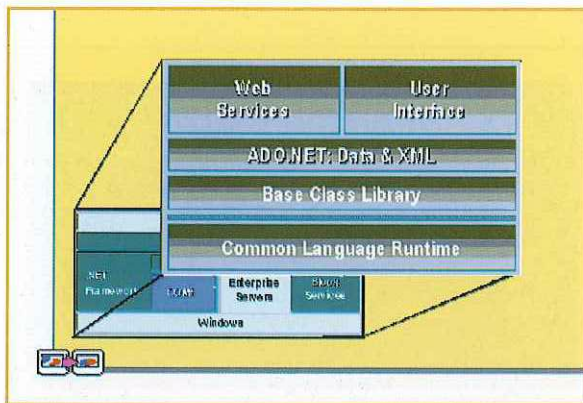 Web Services
User Interface
ADO.NET: Data & XML
Base Class Library
Common Language Runtime
.NET Framework
Enterprise Servers
Services
Windows